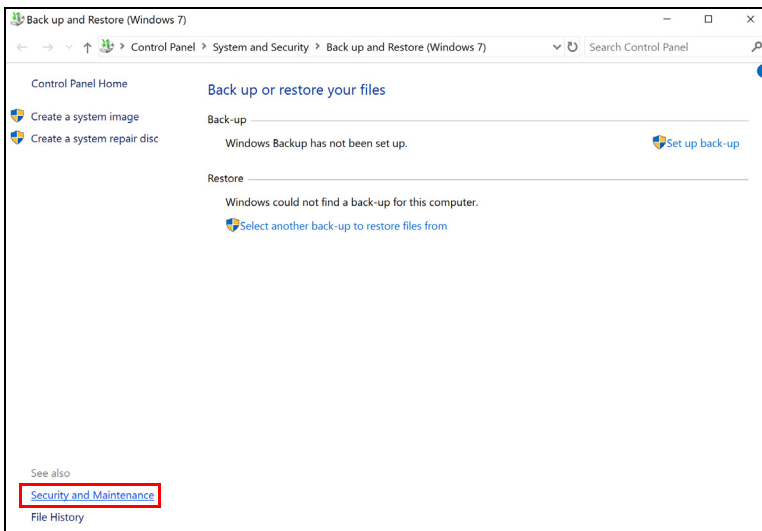 Back up and Restore (Windows 7)
Control Panel > System and Security > Back up and Restore (Windows 7)
Search Control Panel
Control Panel Home
Create a system image
Create a system repair disc
Back up or restore your files
Back-up
Windows Backup has not been set up.
Set up back-up
Restore
Windows could not find a back-up for this computer.
Select another back-up to restore files from
See also
Security and Maintenance
File History